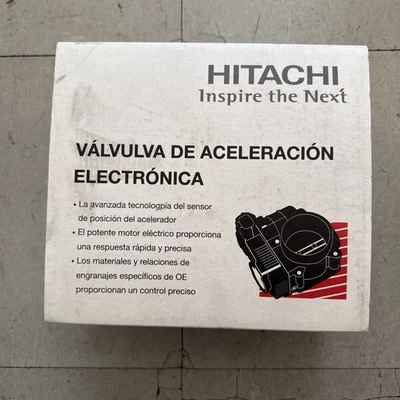 HITACHI
Inspire the Next
VÁLVULVA DE ACELERACIÓN
ELECTRÓNICA
• La avanzada tecnologpía del sensor
de posición del acelerador
• El potente motor eléctrico proporciona
una respuesta rápida y precisa
• Los materiales y relaciones de
engranajes específicos de OE
proporcionan un control preciso